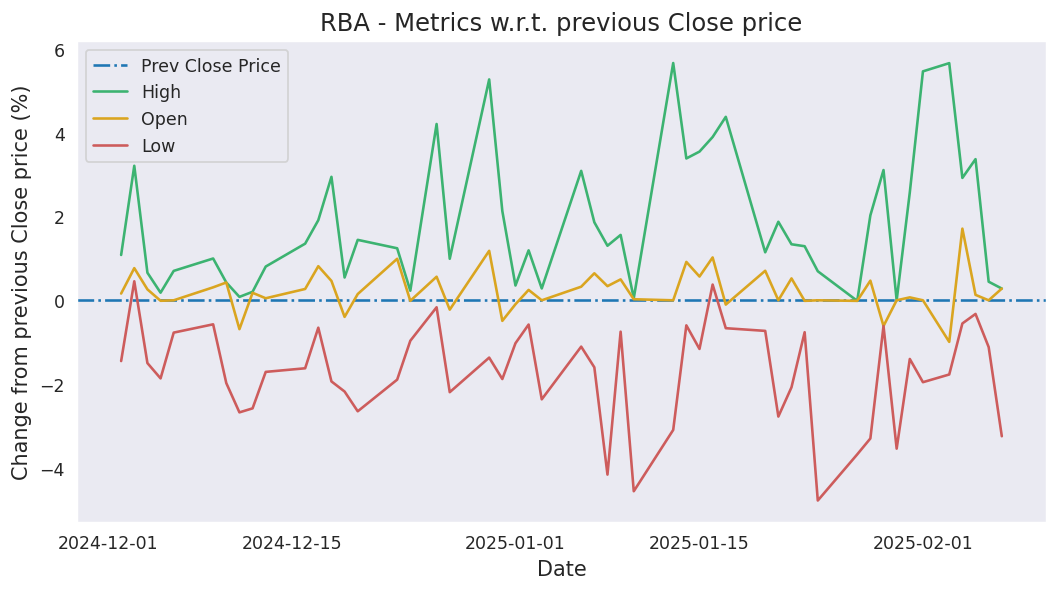 RBA - Metrics w.r.t. previous Close price
Change from previous Close price (%)
6
4
2
0
−2
−4
Prev Close Price
High
Open
Low
2024-12-01
2024-12-15
2025-01-01
2025-01-15
2025-02-01
Date